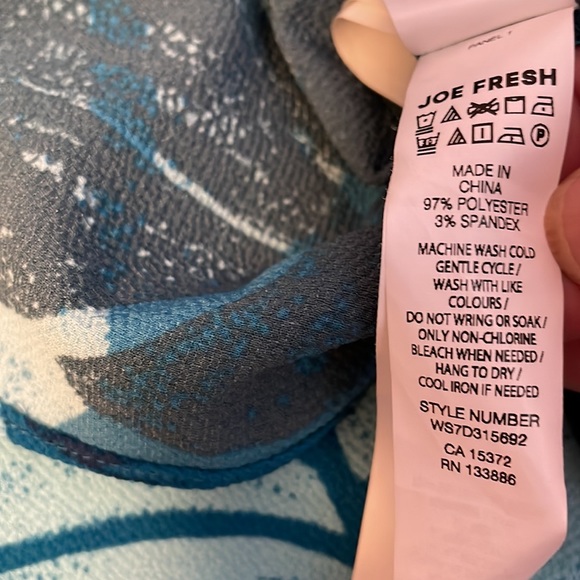 PANEL 1
JOE FRESH
MADE IN
CHINA
97% POLYESTER
3% SPANDEX
MACHINE WASH COLD
GENTLE CYCLE/
WASH WITH LIKE
COLOURS/
DO NOT WRING OR SOAK/
ONLY NON-CHLORINE
BLEACH WHEN NEEDED/
HANG TO DRY/
COOL IRON IF NEEDED
STYLE NUMBER
WS7D315692
CA 15372
RN 133886